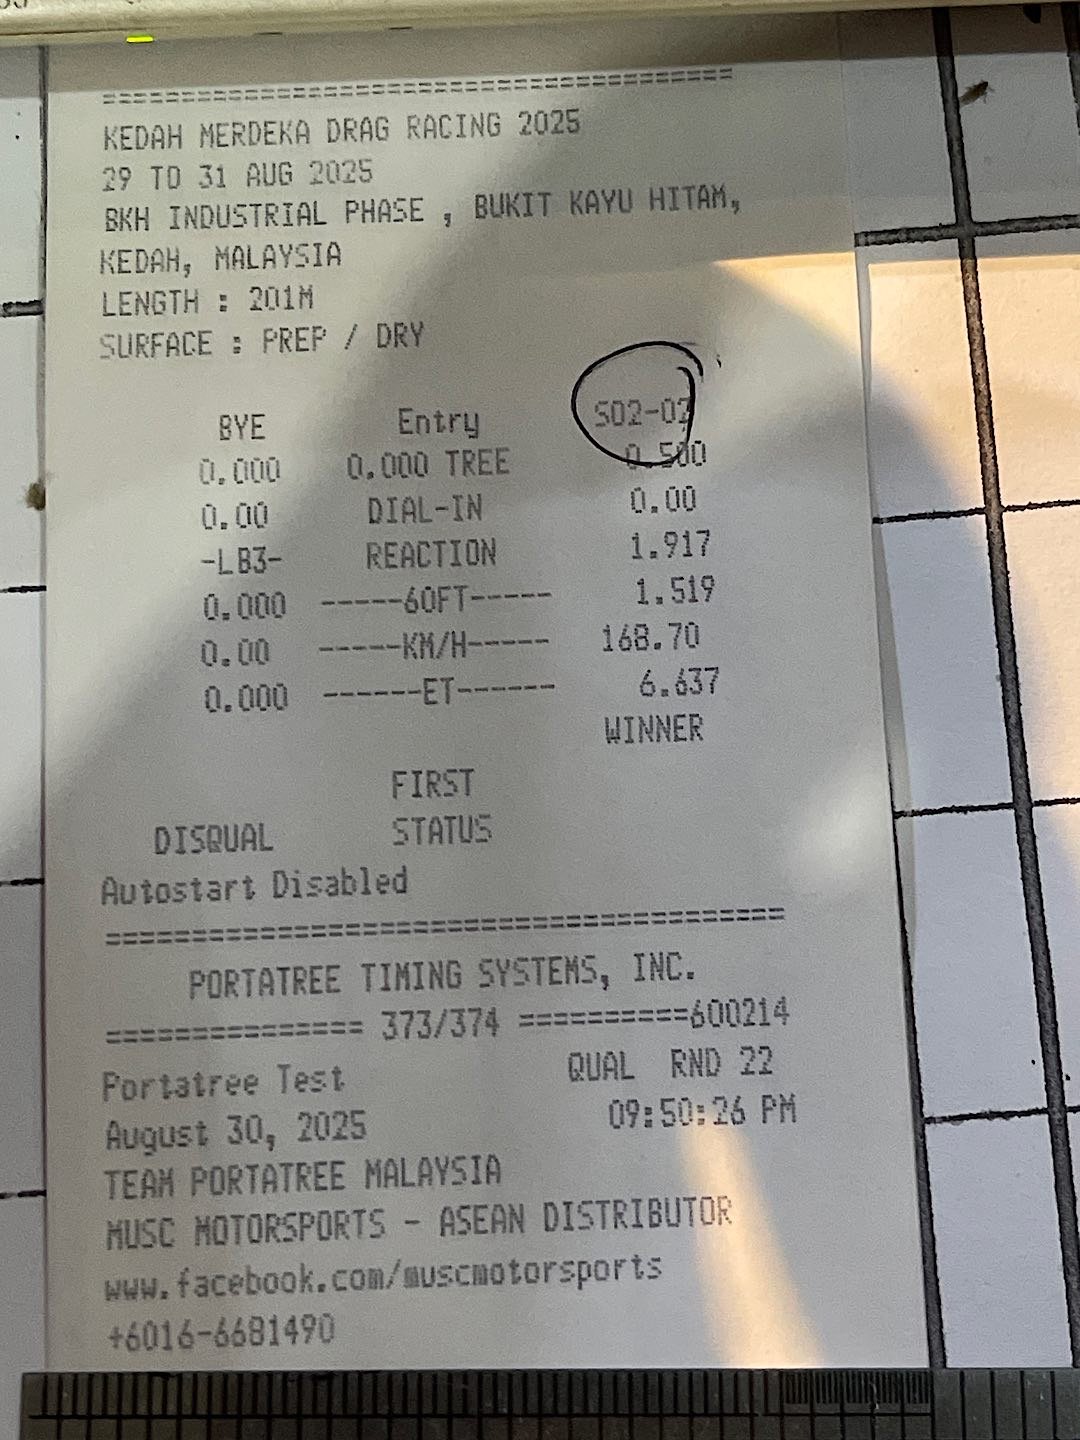 ======================================
KEDAH MERDEKA DRAG RACING 2025
29 TO 31 AUG 2025
BKH INDUSTRIAL PHASE , BUKIT KAYU HITAM,
KEDAH, MALAYSIA
LENGTH : 201M
SURFACE : PREP / DRY
BYE Entry S02-02
0.000 0.000 TREE 0.500
0.00 DIAL-IN 0.00
-LB3- REACTION 1.917
0.000 -----60FT----- 1.519
0.00 -----KM/H----- 168.70
0.000 ------ET------ 6.637
WINNER
FIRST
DISQUAL STATUS
Autostart Disabled
========================================
PORTATREE TIMING SYSTEMS, INC.
=============== 373/374 ==========600214
Portatree Test QUAL RND 22
August 30, 2025 09:50:26 PM
TEAM PORTATREE MALAYSIA
MUSC MOTORSPORTS - ASEAN DISTRIBUTOR
www.facebook.com/muscmotorsports
+6016-6681490